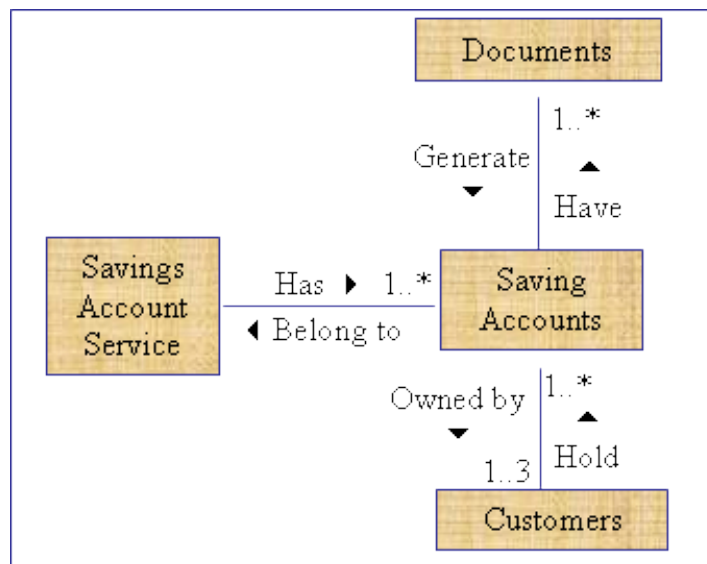 Documents
1..*
Generate
Have
Savings
Account
Service
Has
1..*
Belong to
Saving
Accounts
Owned by
1..*
Hold
1..3
Customers